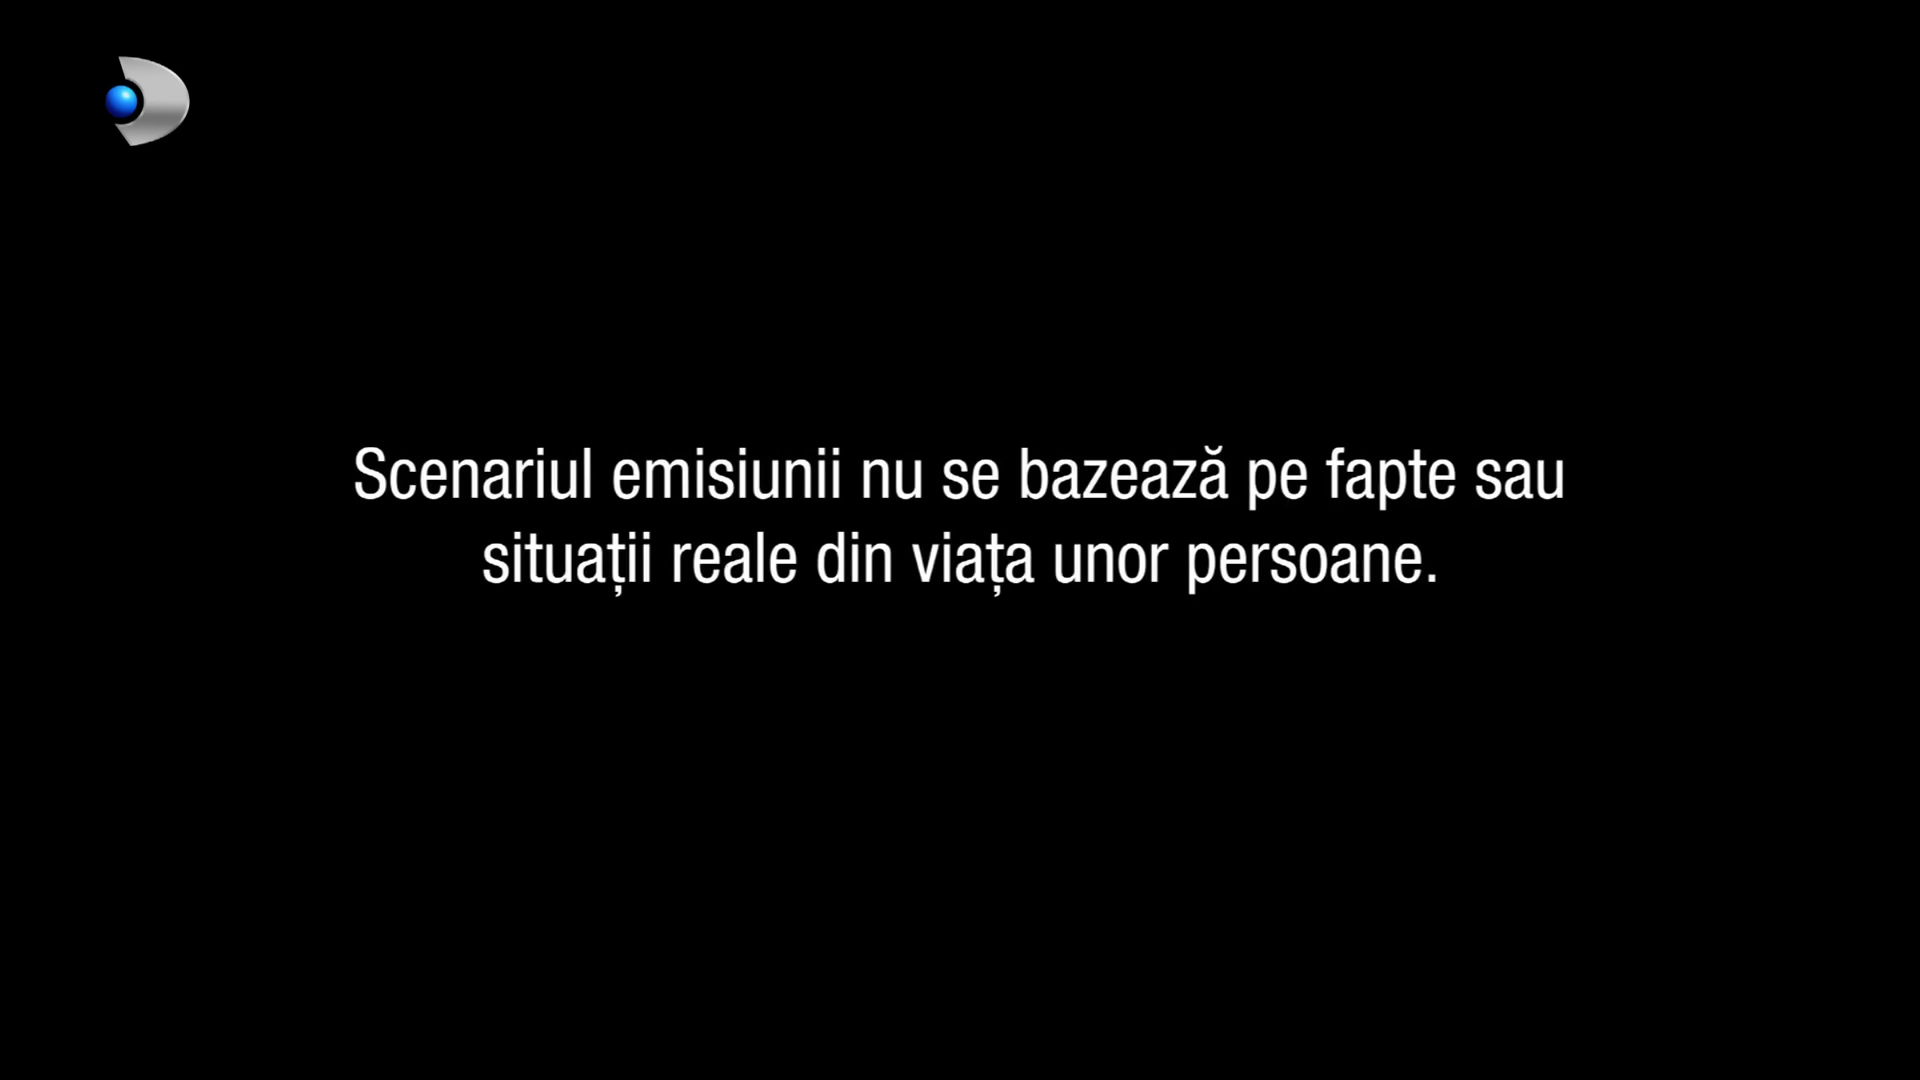 Scenariul emisiunii nu se bazează pe fapte sau
situații reale din viața unor persoane.